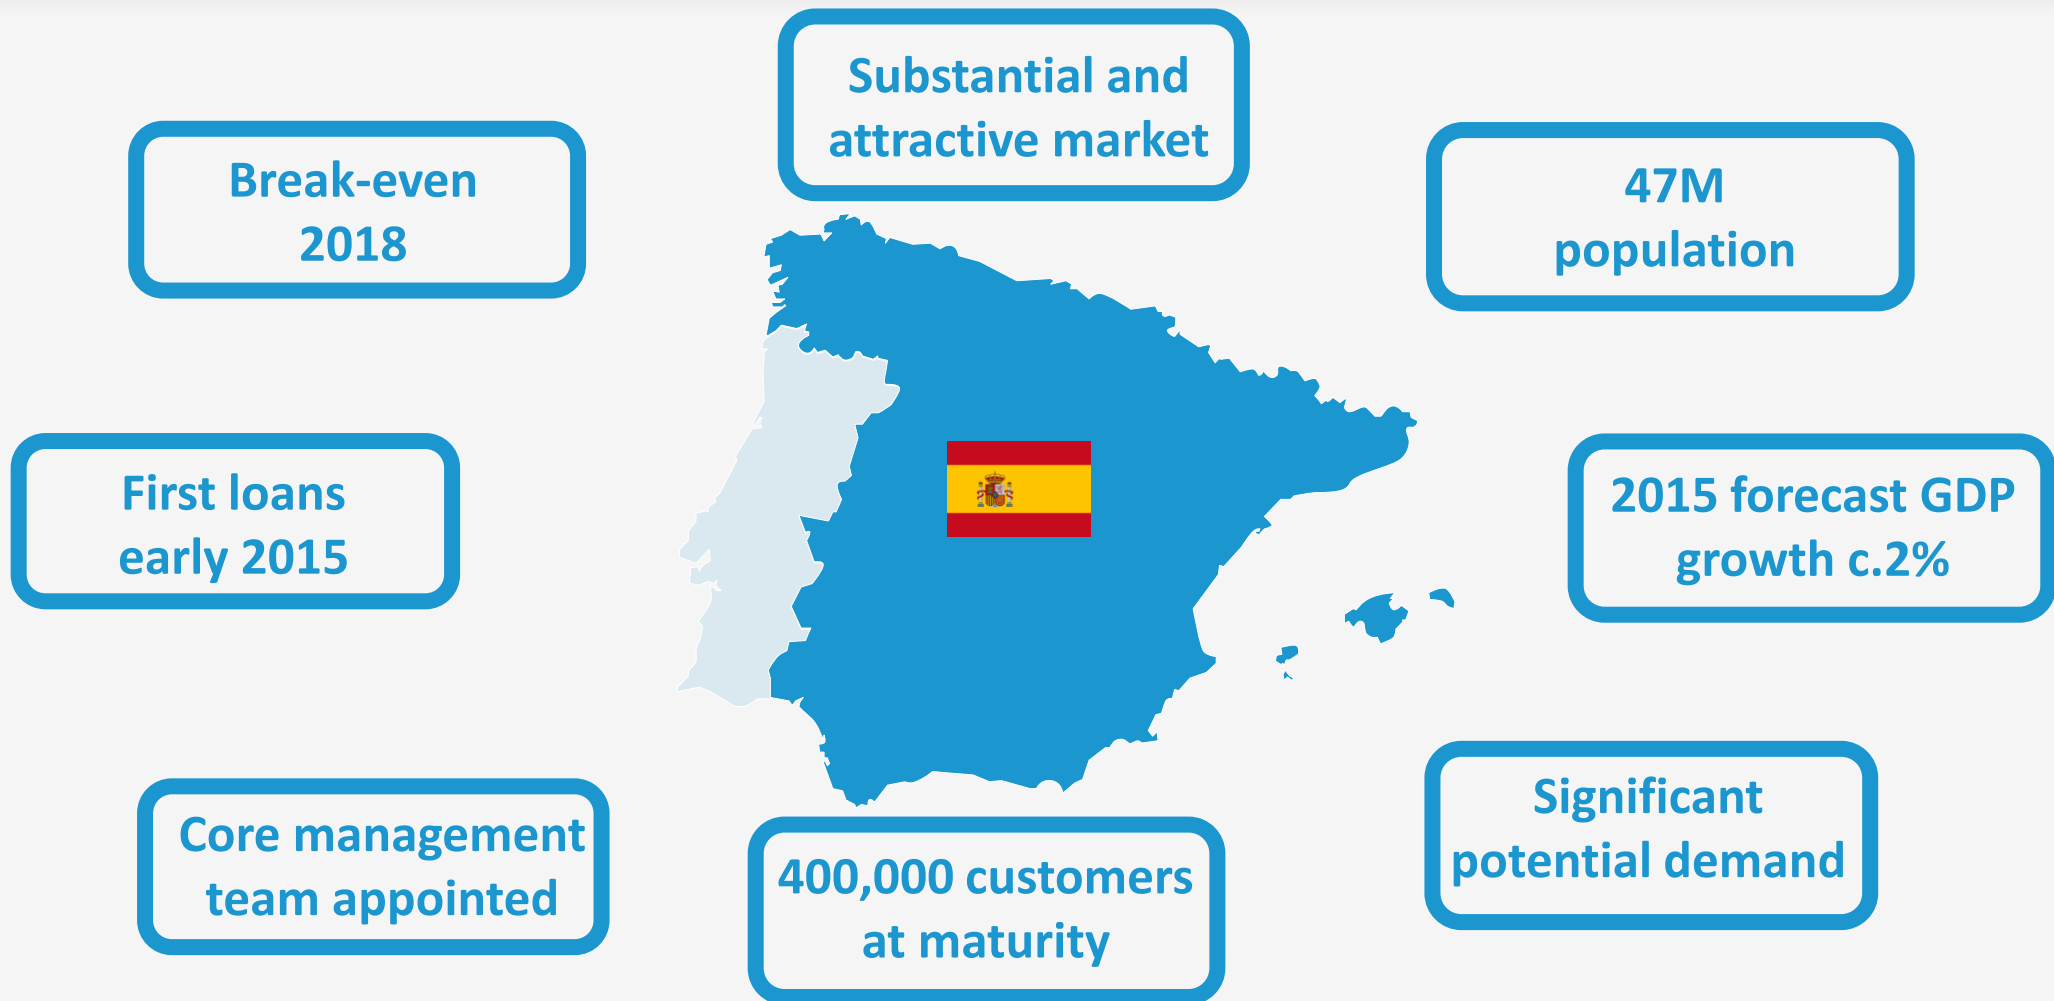 Substantial and
attractive market
Break-even
2018
47M
population
First loans
early 2015
2015 forecast GDP
growth c.2%
Core management
team appointed
400,000 customers
at maturity
Significant
potential demand